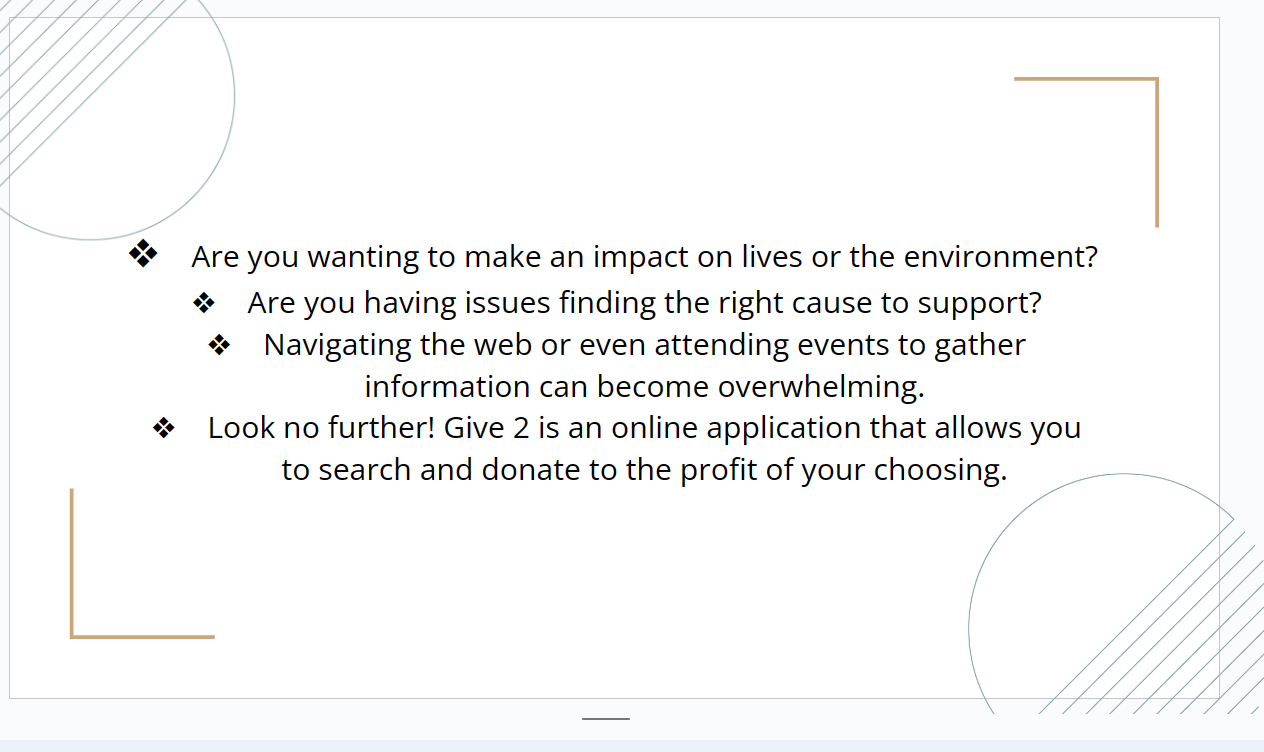 ❖ Are you wanting to make an impact on lives or the environment?
❖ Are you having issues finding the right cause to support?
❖ Navigating the web or even attending events to gather
information can become overwhelming.
❖ Look no further! Give 2 is an online application that allows you
to search and donate to the profit of your choosing.